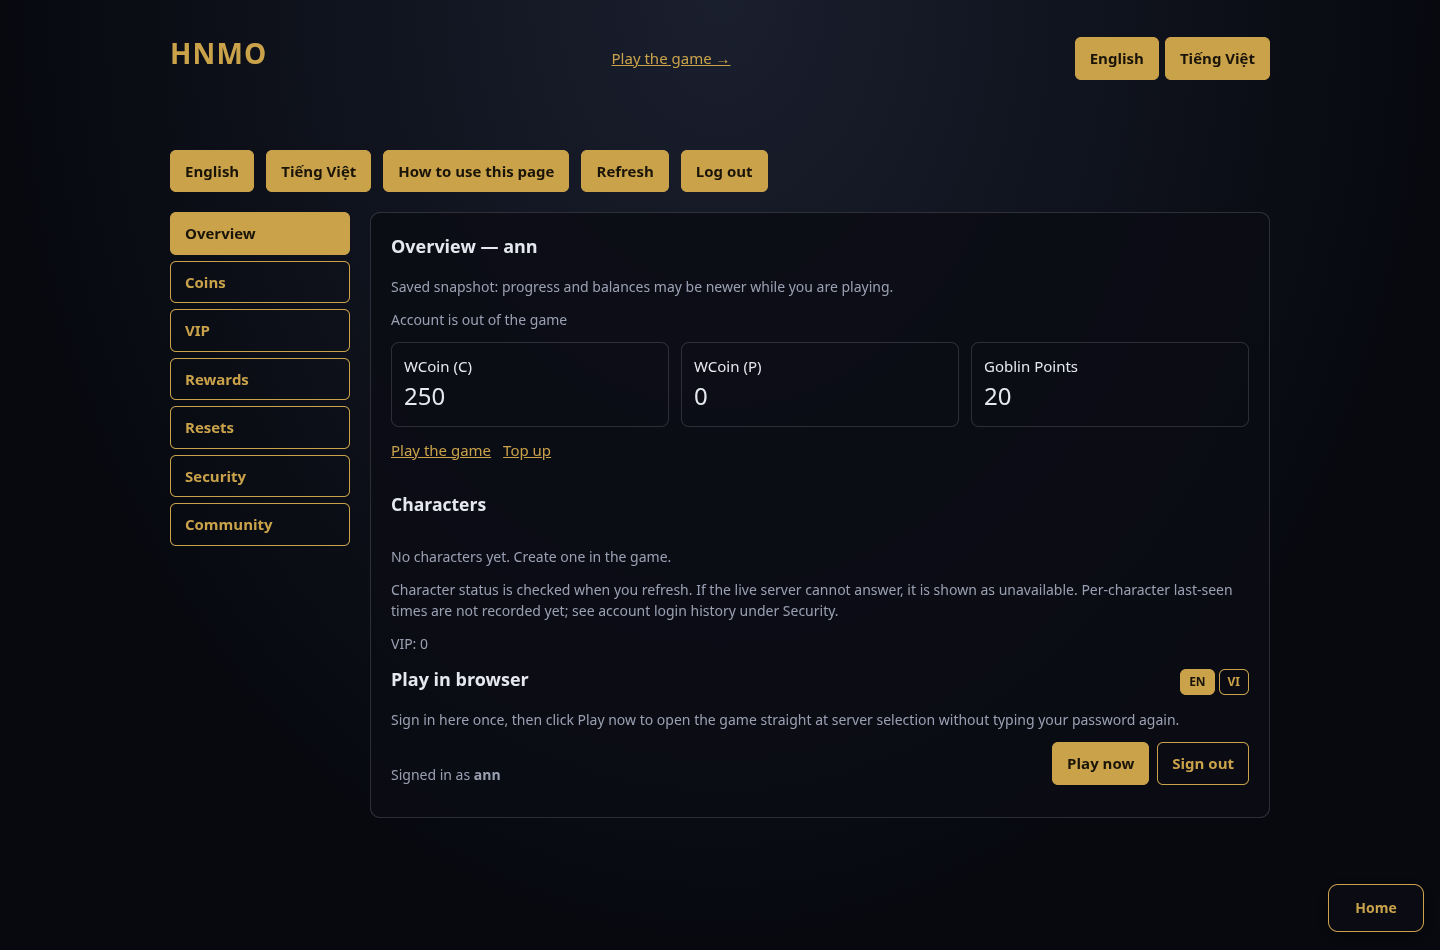 HNMO
Play the game →
English
Tiếng Việt
English
Tiếng Việt
How to use this page
Refresh
Log out
Overview
Coins
VIP
Rewards
Resets
Security
Community
Overview — ann
Saved snapshot: progress and balances may be newer while you are playing.
Account is out of the game
WCoin (C)
250
WCoin (P)
0
Goblin Points
20
Play the game
Top up
Characters
No characters yet. Create one in the game.
Character status is checked when you refresh. If the live server cannot answer, it is shown as unavailable. Per-character last-seen
times are not recorded yet; see account login history under Security.
VIP: 0
Play in browser
EN
VI
Sign in here once, then click Play now to open the game straight at server selection without typing your password again.
Signed in as ann
Play now
Sign out
Home